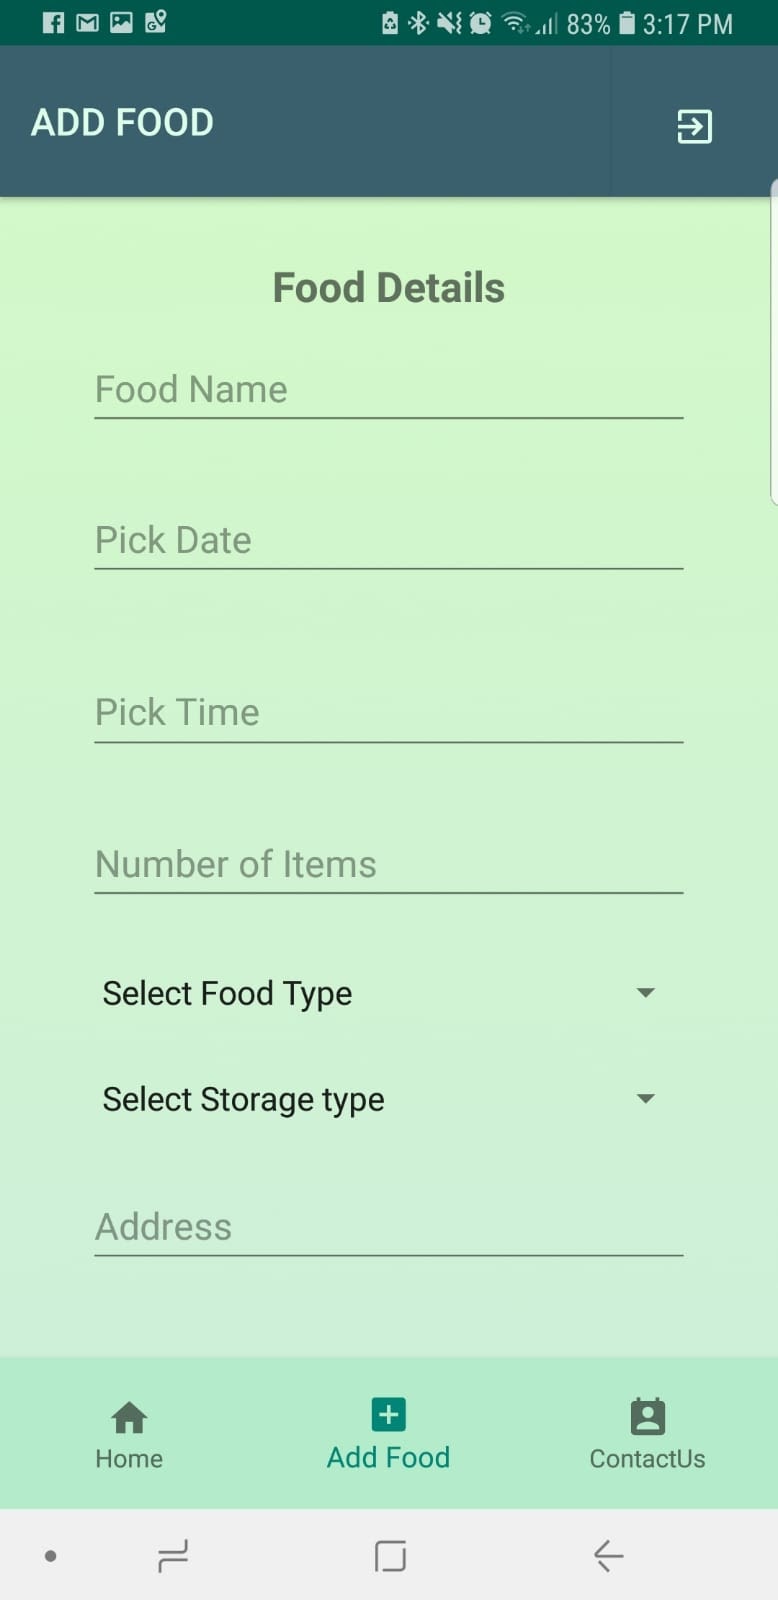 83% 3:17 PM
ADD FOOD
Food Details
Food Name
Pick Date
Pick Time
Number of Items
Select Food Type
Select Storage type
Address
Home
Add Food
ContactUs